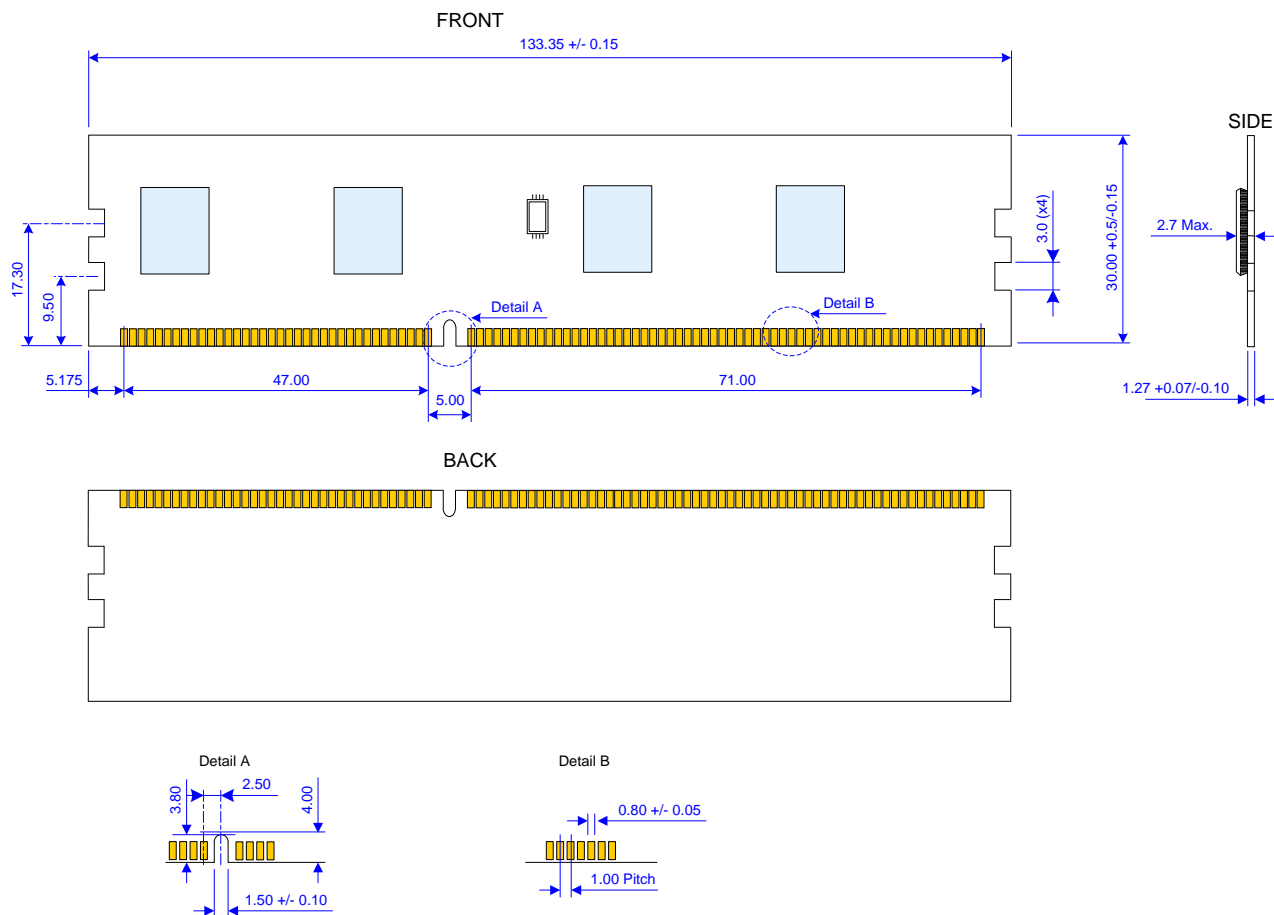 FRONT
133.35 +/- 0.15
SIDE
17.30
9.50
3.0 (x4)
30.00 +0.5/-0.15
2.7 Max.
Detail A
Detail B
5.175
47.00
5.00
71.00
1.27 +0.07/-0.10
BACK
Detail A
3.80
2.50
4.00
1.50 +/- 0.10
Detail B
0.80 +/- 0.05
1.00 Pitch